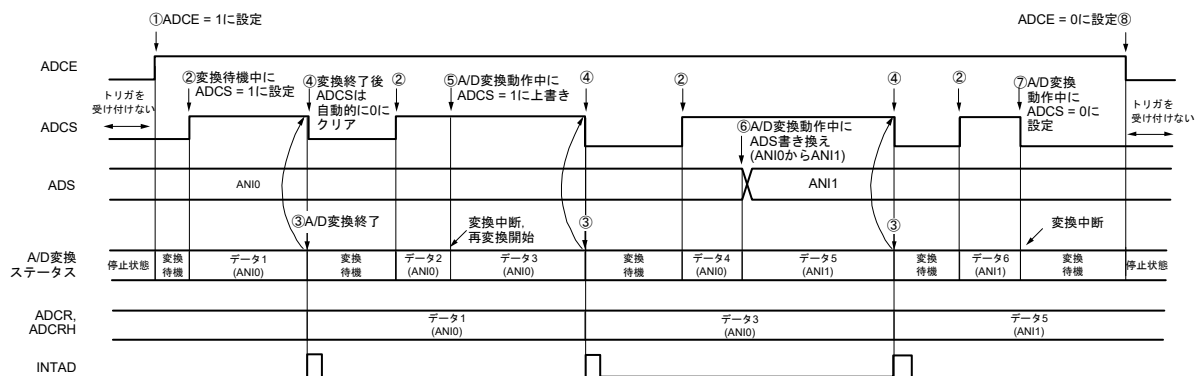 ①ADCE = 1に設定
ADCE = 0に設定⑧
ADCE
②変換待機中に
ADCS = 1に設定
④変換終了後
ADCSは
自動的に0に
クリア
②
⑤A/D変換動作中に
ADCS = 1に上書き
④
②
④
②
⑦A/D変換
動作中に
ADCS = 0に
設定
トリガを
受け付けない
トリガを
受け付けない
ADCS
⑥A/D変換動作中に
ADS書き換え
(ANI0からANI1)
ADS
ANI0
ANI1
③A/D変換終了
変換中断,
再変換開始
③
③
変換中断
A/D変換
ステータス
停止状態
変換
待機
データ1
(ANI0)
変換
待機
データ2
(ANI0)
データ3
(ANI0)
変換
待機
データ4
(ANI0)
データ5
(ANI1)
変換
待機
データ6
(ANI1)
変換
待機
停止状態
ADCR,
ADCRH
データ1
(ANI0)
データ3
(ANI0)
データ5
(ANI1)
INTAD